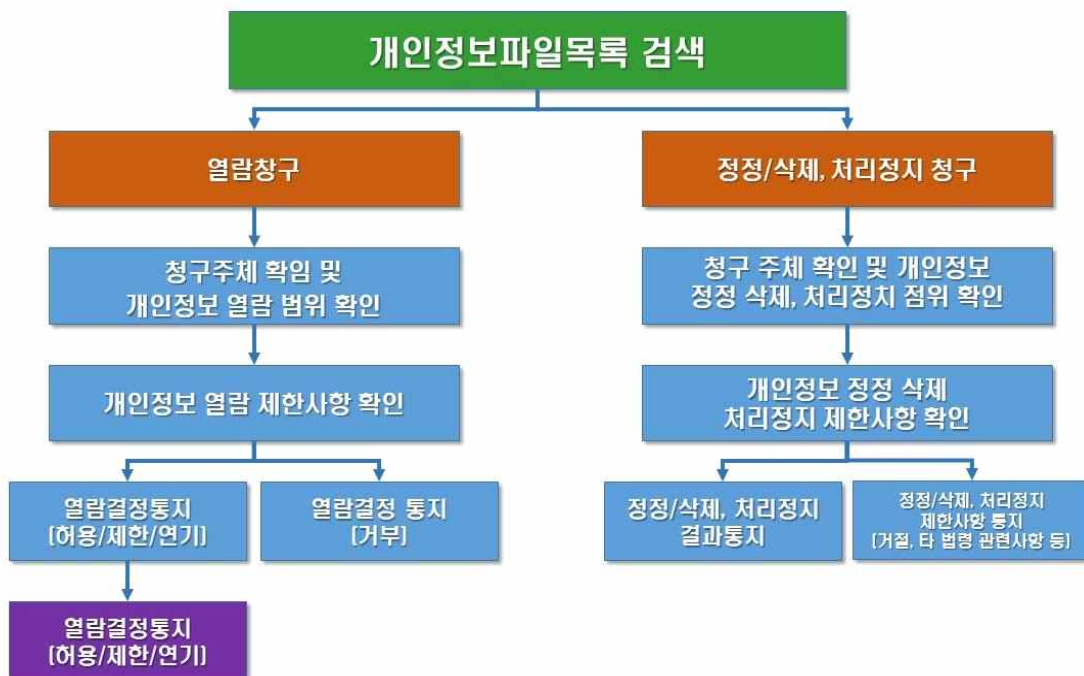 개인정보파일목록 검색
열람창구
정정/삭제, 처리정지 청구
청구주체 확임 및
개인정보 열람 범위 확인
청구 주체 확인 및 개인정보
정정 삭제, 처리정치 점위 확인
개인정보 열람 제한사항 확인
개인정보 정정 삭제
처리정지 제한사항 확인
열람결정통지
(허용/제한/연기)
열람결정 통지
(거부)
정정/삭제, 처리정지
결과통지
정정/삭제, 처리정지
제한사항 통지
(거절, 타 법령 관련사항 등)
열람결정통지
(허용/제한/연기)